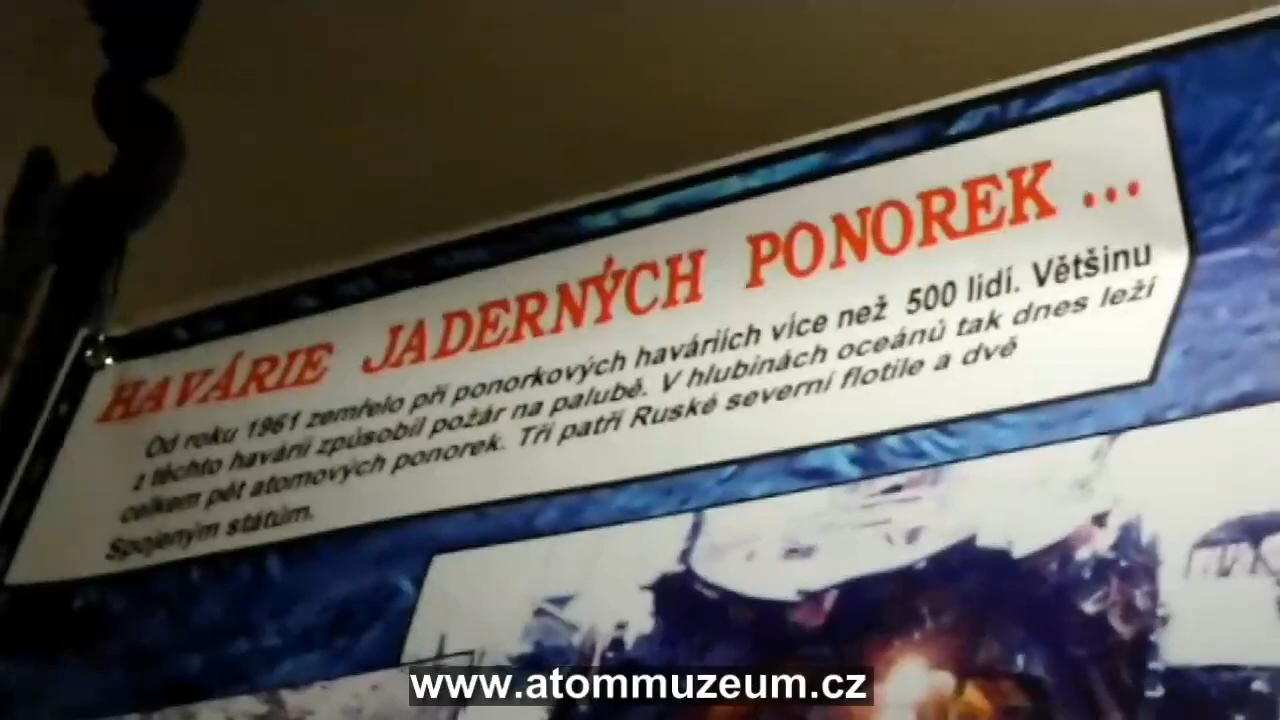 HAVÁRIE JADERNÝCH PONOREK ...
Od roku 1961 zemřelo při ponorkových haváriích více než 500 lidí. Většinu
z těchto havárií způsobil požár na palubě. V hlubinách oceánů tak dnes leží
celkem pět atomových ponorek. Tři patří Ruské severní flotile a dvě
Spojeným státům.
www.atommuzeum.cz